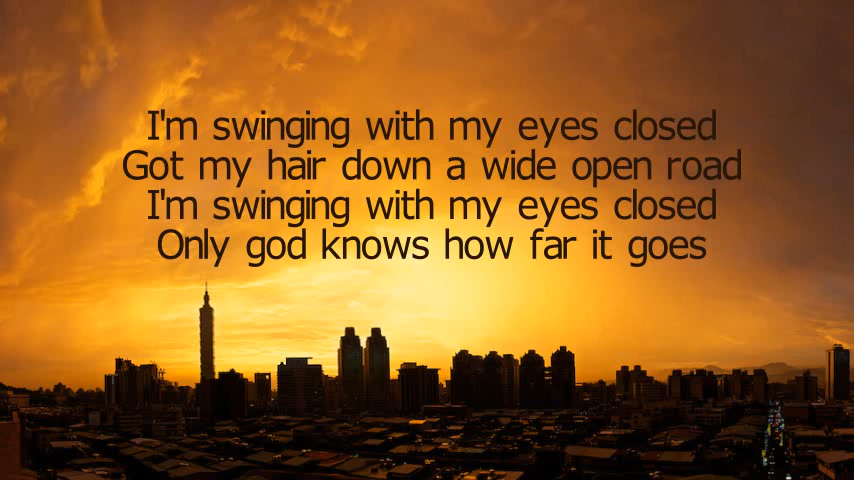 I'm swinging with my eyes closed
Got my hair down a wide open road
I'm swinging with my eyes closed
Only god knows how far it goes